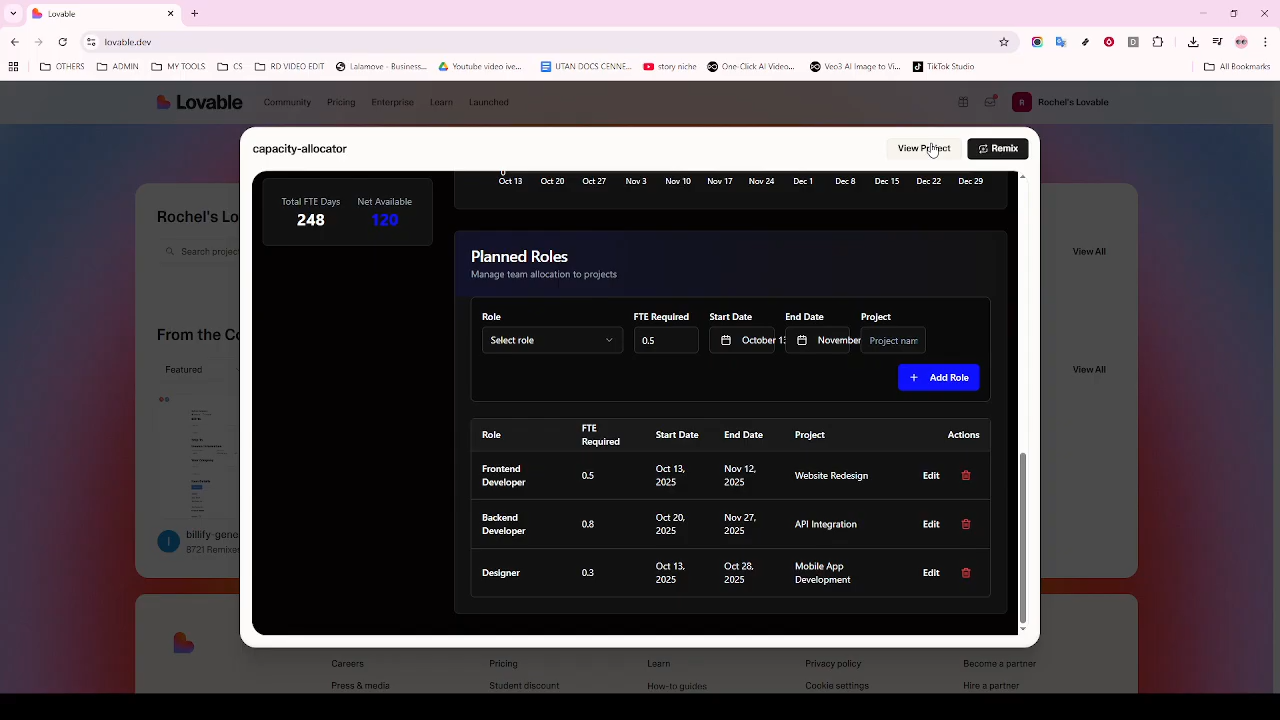 Lovable
lovable.dev
OTHERS
ADMIN
MY TOOLS
CS
RD VIDEO EDIT
Lalamove - Business...
Youtube video ive...
UTAN DOCS CENNE...
story niche
One-Click AI Video...
Veo3 AI Image to Vi...
TikTok Studio
All Bookmarks
Lovable
Community
Pricing
Enterprise
Learn
Launched
R
Rochel's Lovable
capacity-allocator
View Project
Remix
Rochel's Lo
Search projec
View All
From the Co
Featured
View All
billify-gene
8721 Remixes
Total FTE Days
248
Net Available
120
0
Oct 13
Oct 20
Oct 27
Nov 3
Nov 10
Nov 17
Nov 24
Dec 1
Dec 8
Dec 15
Dec 22
Dec 29
Planned Roles
Manage team allocation to projects
Role
FTE Required
Start Date
End Date
Project
Select role
0.5
October 13
November
Project nam
+ Add Role
Role
FTE Required
Start Date
End Date
Project
Actions
Frontend Developer
0.5
Oct 13, 2025
Nov 12, 2025
Website Redesign
Edit
Backend Developer
0.8
Oct 20, 2025
Nov 27, 2025
API Integration
Edit
Designer
0.3
Oct 13, 2025
Oct 28, 2025
Mobile App Development
Edit
Careers
Pricing
Learn
Privacy policy
Become a partner
Press & media
Student discount
How-to guides
Cookie settings
Hire a partner